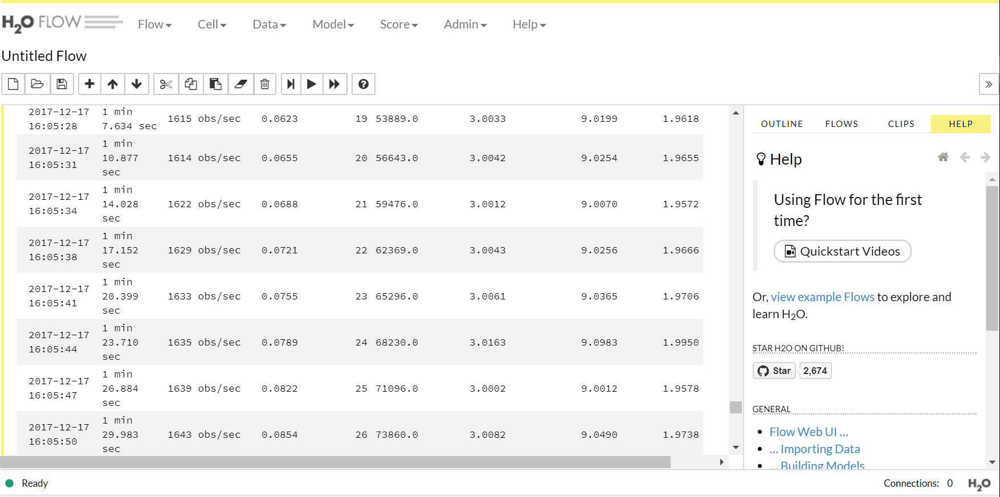 H2O FLOW Flow Cell Data Model Score Admin Help
Untitled Flow
2017-12-17 16:05:28 1 min 7.634 sec 1615 obs/sec 0.0623 19 53889.0 3.0033 9.0199 1.9618
2017-12-17 16:05:31 1 min 10.877 sec 1614 obs/sec 0.0655 20 56643.0 3.0042 9.0254 1.9655
2017-12-17 16:05:34 1 min 14.028 sec 1622 obs/sec 0.0688 21 59476.0 3.0012 9.0070 1.9572
2017-12-17 16:05:38 1 min 17.152 sec 1629 obs/sec 0.0721 22 62369.0 3.0043 9.0256 1.9666
2017-12-17 16:05:41 1 min 20.399 sec 1633 obs/sec 0.0755 23 65296.0 3.0061 9.0365 1.9706
2017-12-17 16:05:44 1 min 23.710 sec 1635 obs/sec 0.0789 24 68230.0 3.0163 9.0983 1.9950
2017-12-17 16:05:47 1 min 26.884 sec 1639 obs/sec 0.0822 25 71096.0 3.0002 9.0012 1.9578
2017-12-17 16:05:50 1 min 29.983 sec 1643 obs/sec 0.0854 26 73860.0 3.0082 9.0490 1.9738
OUTLINE FLOWS CLIPS HELP
Help
Using Flow for the first
time?
Quickstart Videos
Or, view example Flows to explore and
learn H2O.
STAR H2O ON GITHUB!
Star 2,674
GENERAL
Flow Web UI ...
... Importing Data
... Building Models
Ready
Connections: 0 H2O